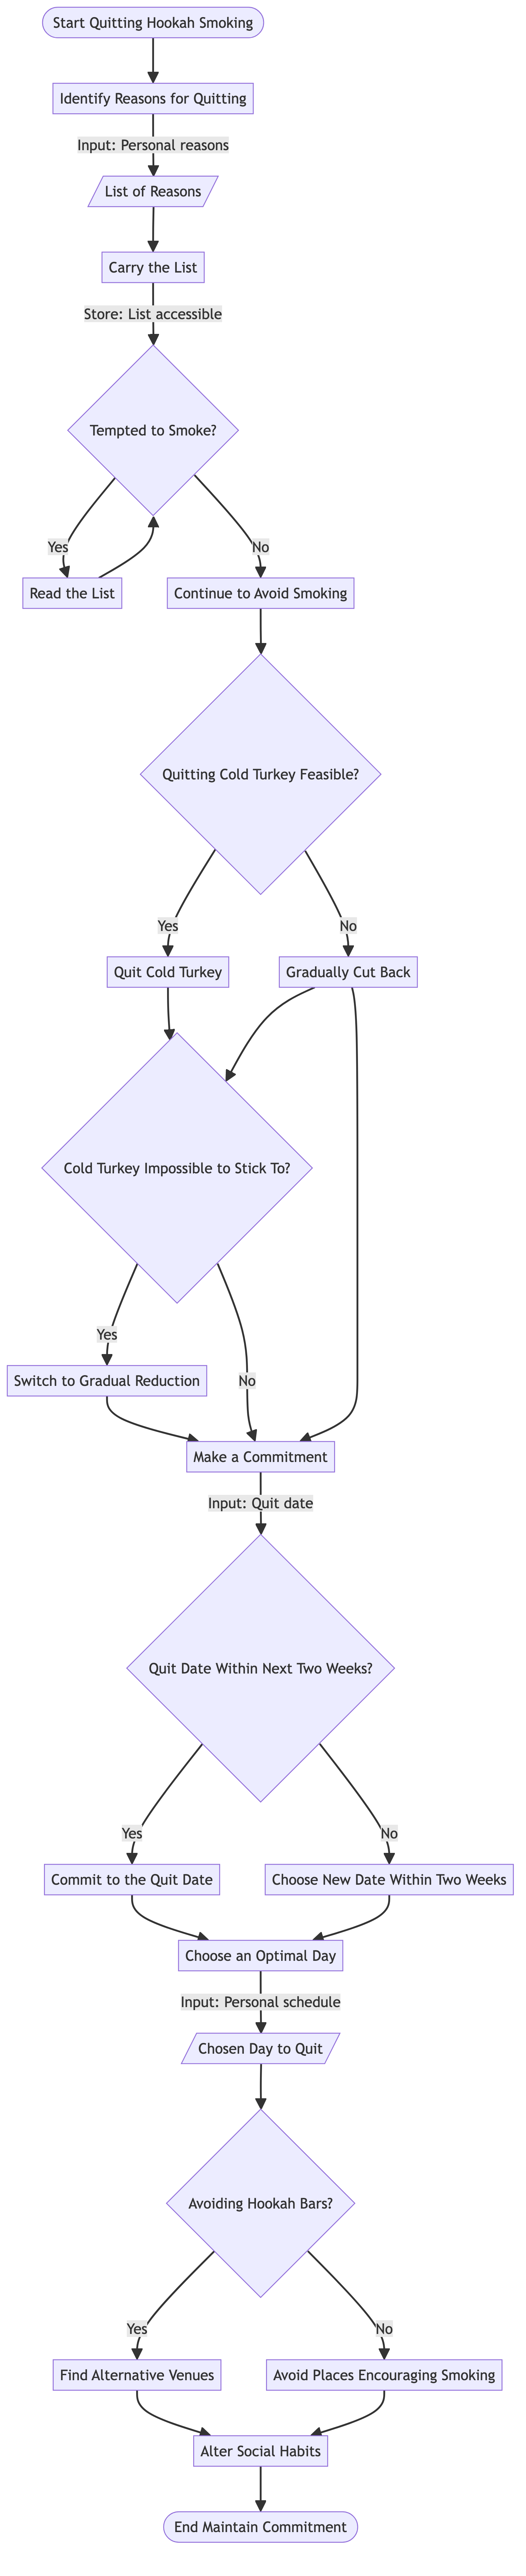 Start Quitting Hookah Smoking
Identify Reasons for Quitting
Input: Personal reasons
List of Reasons
Carry the List
Store: List accessible
Tempted to Smoke?
Yes
No
Read the List
Continue to Avoid Smoking
Quitting Cold Turkey Feasible?
Yes
No
Quit Cold Turkey
Gradually Cut Back
Cold Turkey Impossible to Stick To?
Yes
No
Switch to Gradual Reduction
Make a Commitment
Input: Quit date
Quit Date Within Next Two Weeks?
Yes
No
Commit to the Quit Date
Choose New Date Within Two Weeks
Choose an Optimal Day
Input: Personal schedule
Chosen Day to Quit
Avoiding Hookah Bars?
Yes
No
Find Alternative Venues
Avoid Places Encouraging Smoking
Alter Social Habits
End Maintain Commitment